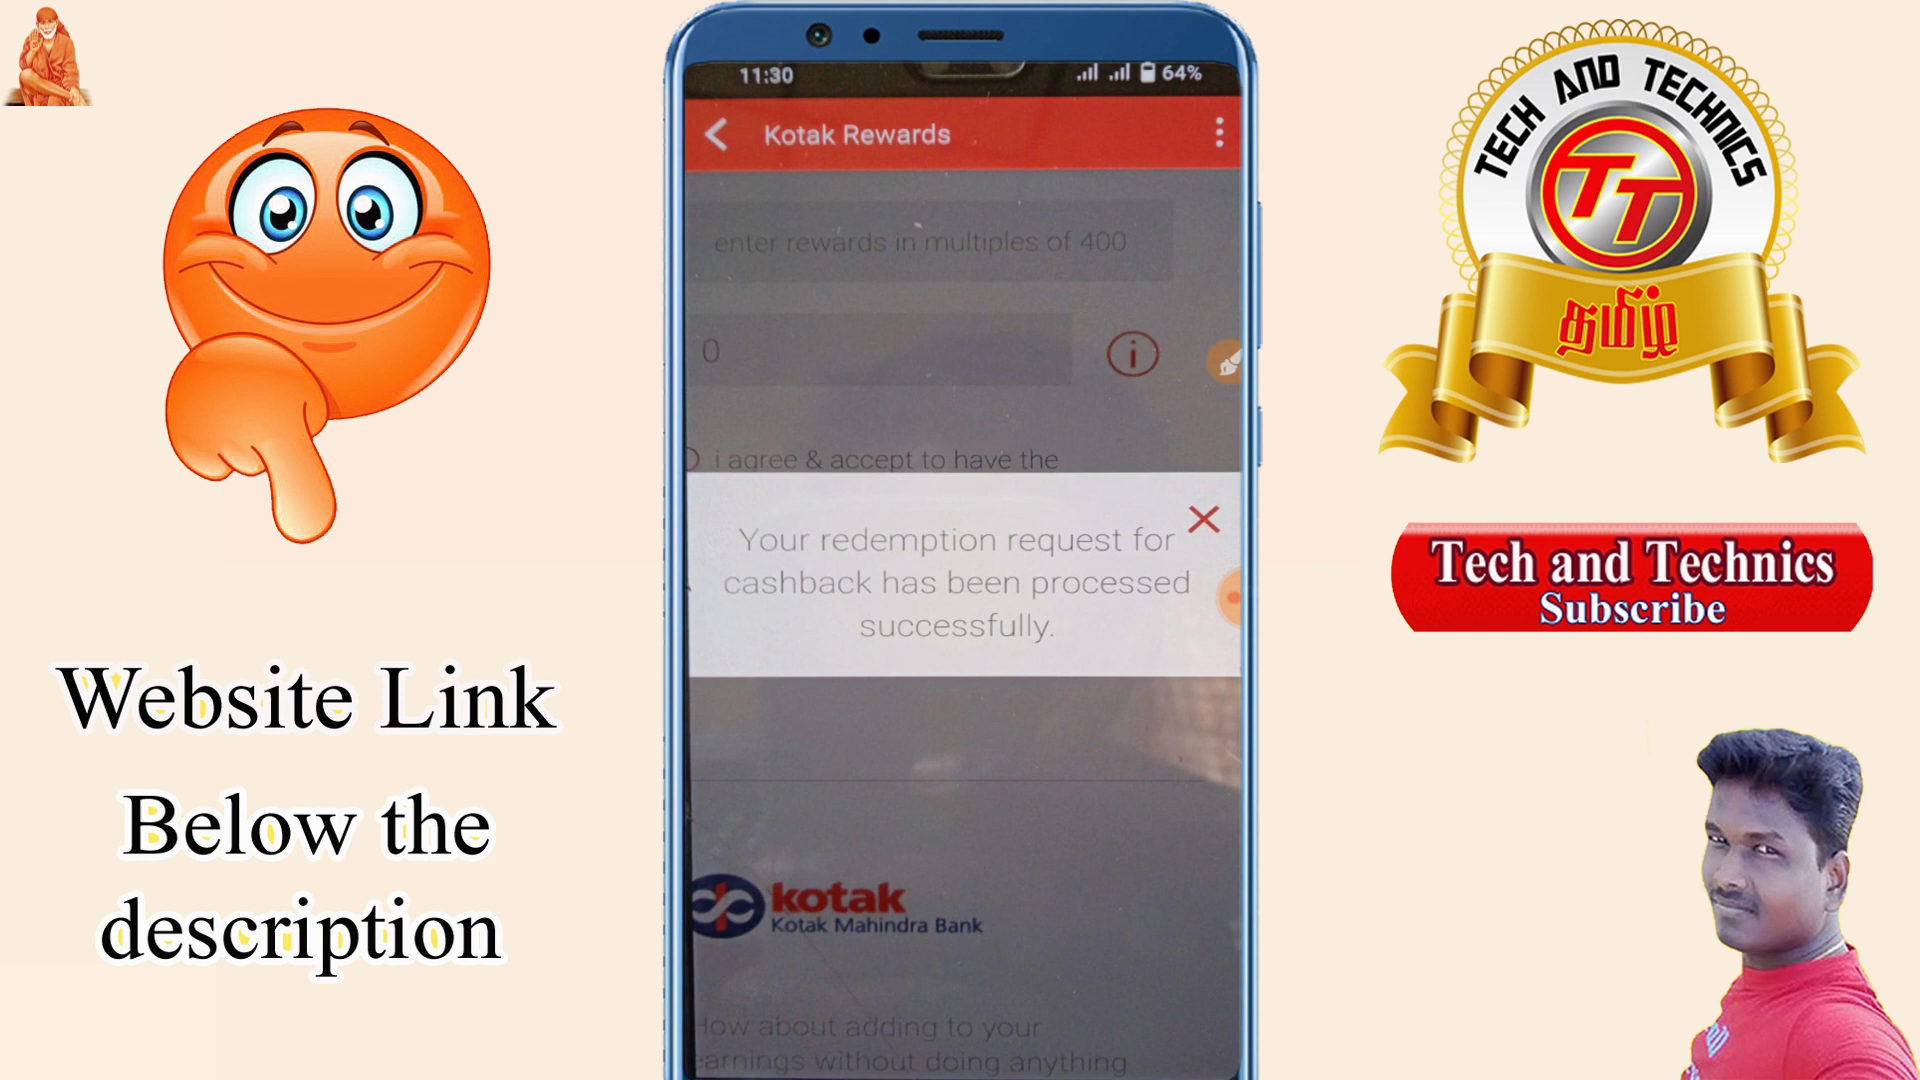 11:30
64%
Kotak Rewards
enter rewards in multiples of 400
0
i
i agree & accept to have the
Your redemption request for
cashback has been processed
successfully.
kotak
Kotak Mahindra Bank
How about adding to your
earnings without doing anything
Website Link
Below the
description
TECH AND TECHNICS
TT
தமிழ்
Tech and Technics
Subscribe